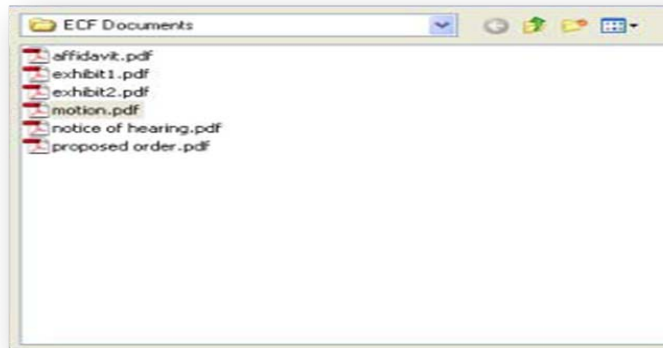 ECF Documents
affidavit.pdf
exhibit1.pdf
exhibit2.pdf
motion.pdf
notice of hearing.pdf
proposed order.pdf